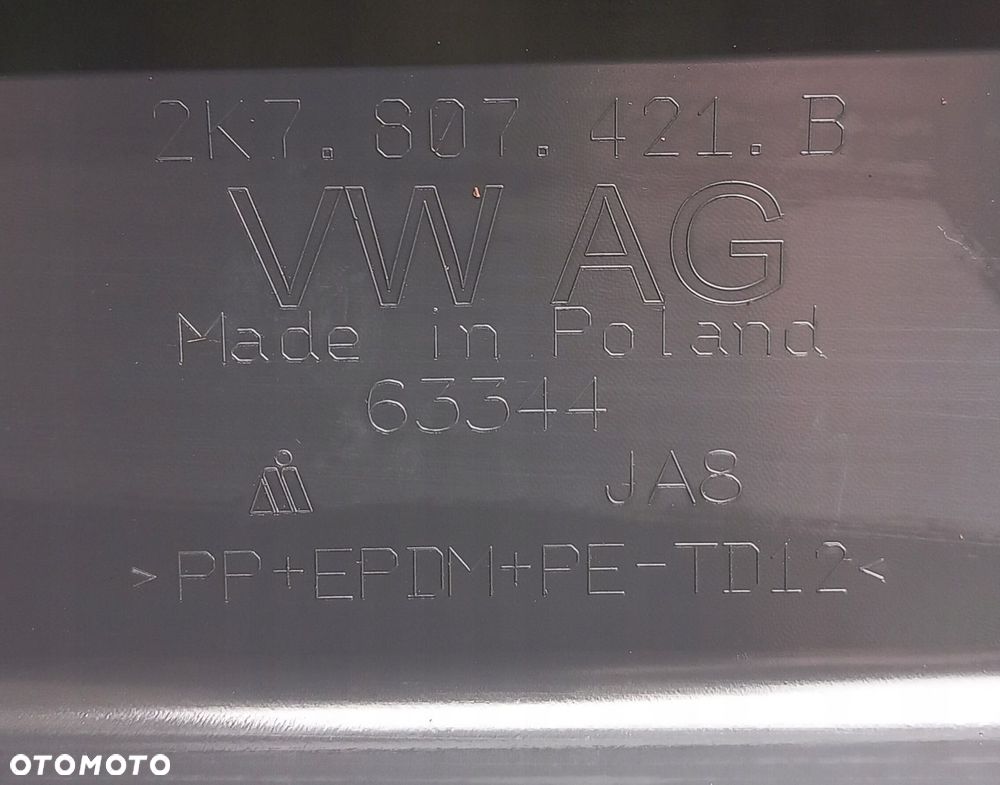 2K7.807.421.B
VW AG
Made in Poland
63344
JA8
>PP+EPDM+PE-TD12<
OTOMOTO